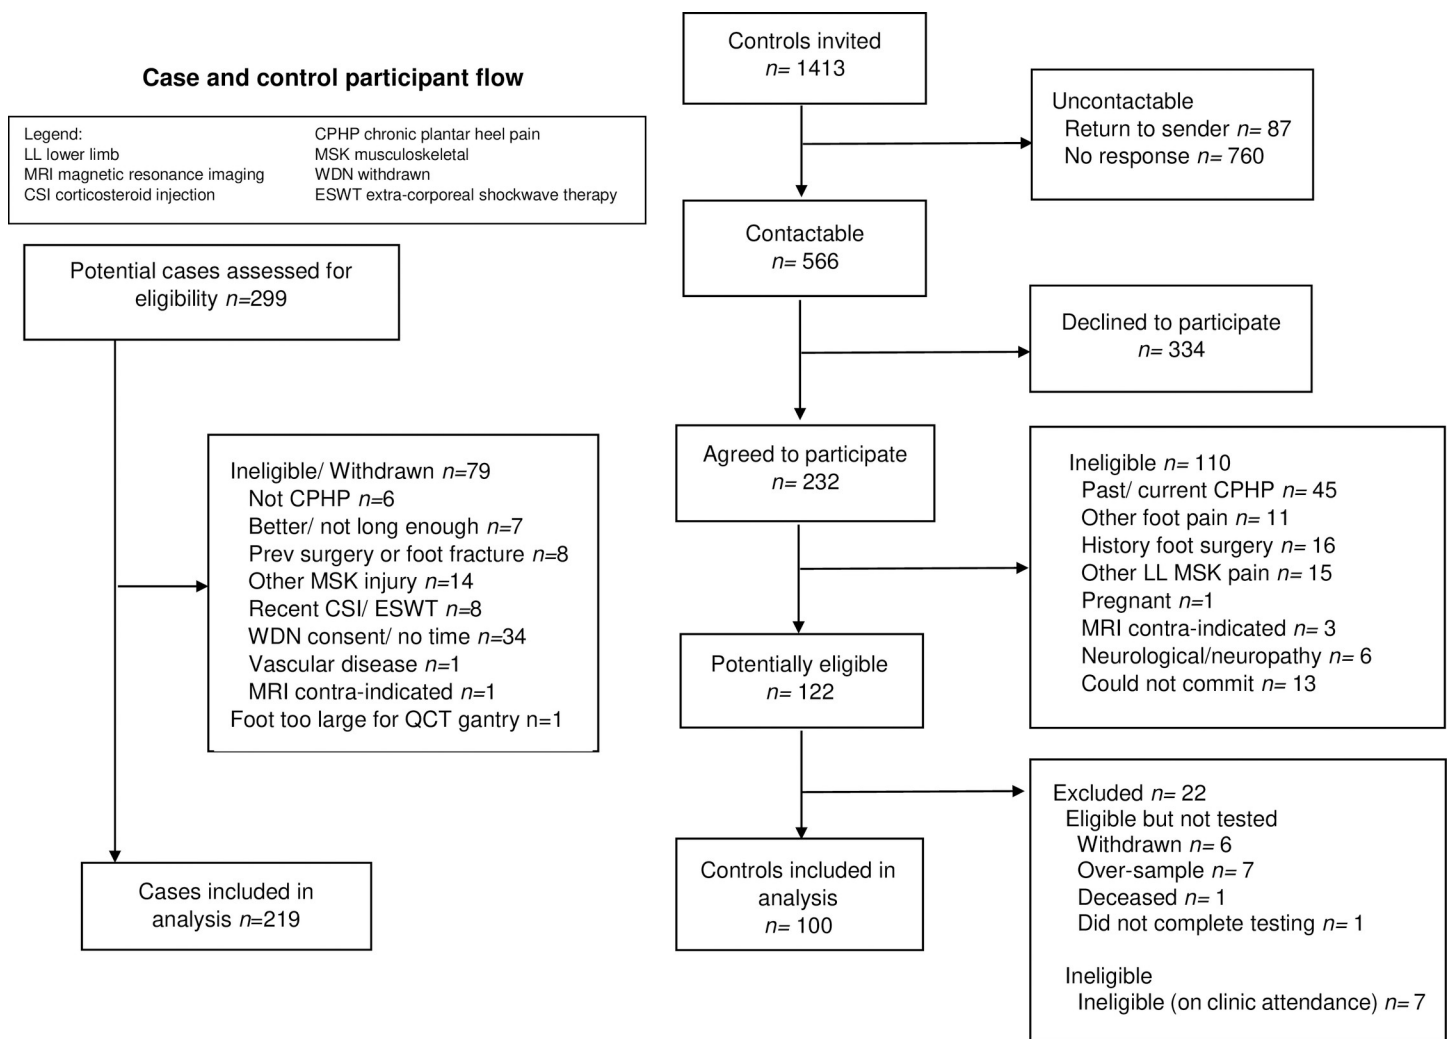 Case and control participant flow
Legend:
LL lower limb
MRI magnetic resonance imaging
CSI corticosteroid injection
CPHP chronic plantar heel pain
MSK musculoskeletal
WDN withdrawn
ESWT extra-corporeal shockwave therapy
Potential cases assessed for
eligibility n=299
Ineligible/ Withdrawn n=79
Not CPHP n=6
Better/ not long enough n=7
Prev surgery or foot fracture n=8
Other MSK injury n=14
Recent CSI/ ESWT n=8
WDN consent/ no time n=34
Vascular disease n=1
MRI contra-indicated n=1
Foot too large for QCT gantry n=1
Cases included in
analysis n=219
Controls invited
n= 1413
Uncontactable
Return to sender n= 87
No response n= 760
Contactable
n= 566
Declined to participate
n= 334
Agreed to participate
n= 232
Ineligible n= 110
Past/ current CPHP n= 45
Other foot pain n= 11
History foot surgery n= 16
Other LL MSK pain n= 15
Pregnant n=1
MRI contra-indicated n= 3
Neurological/neuropathy n= 6
Could not commit n= 13
Potentially eligible
n= 122
Excluded n= 22
Eligible but not tested
Withdrawn n= 6
Over-sample n= 7
Deceased n= 1
Did not complete testing n= 1
Ineligible
Ineligible (on clinic attendance) n= 7
Controls included in
analysis
n= 100